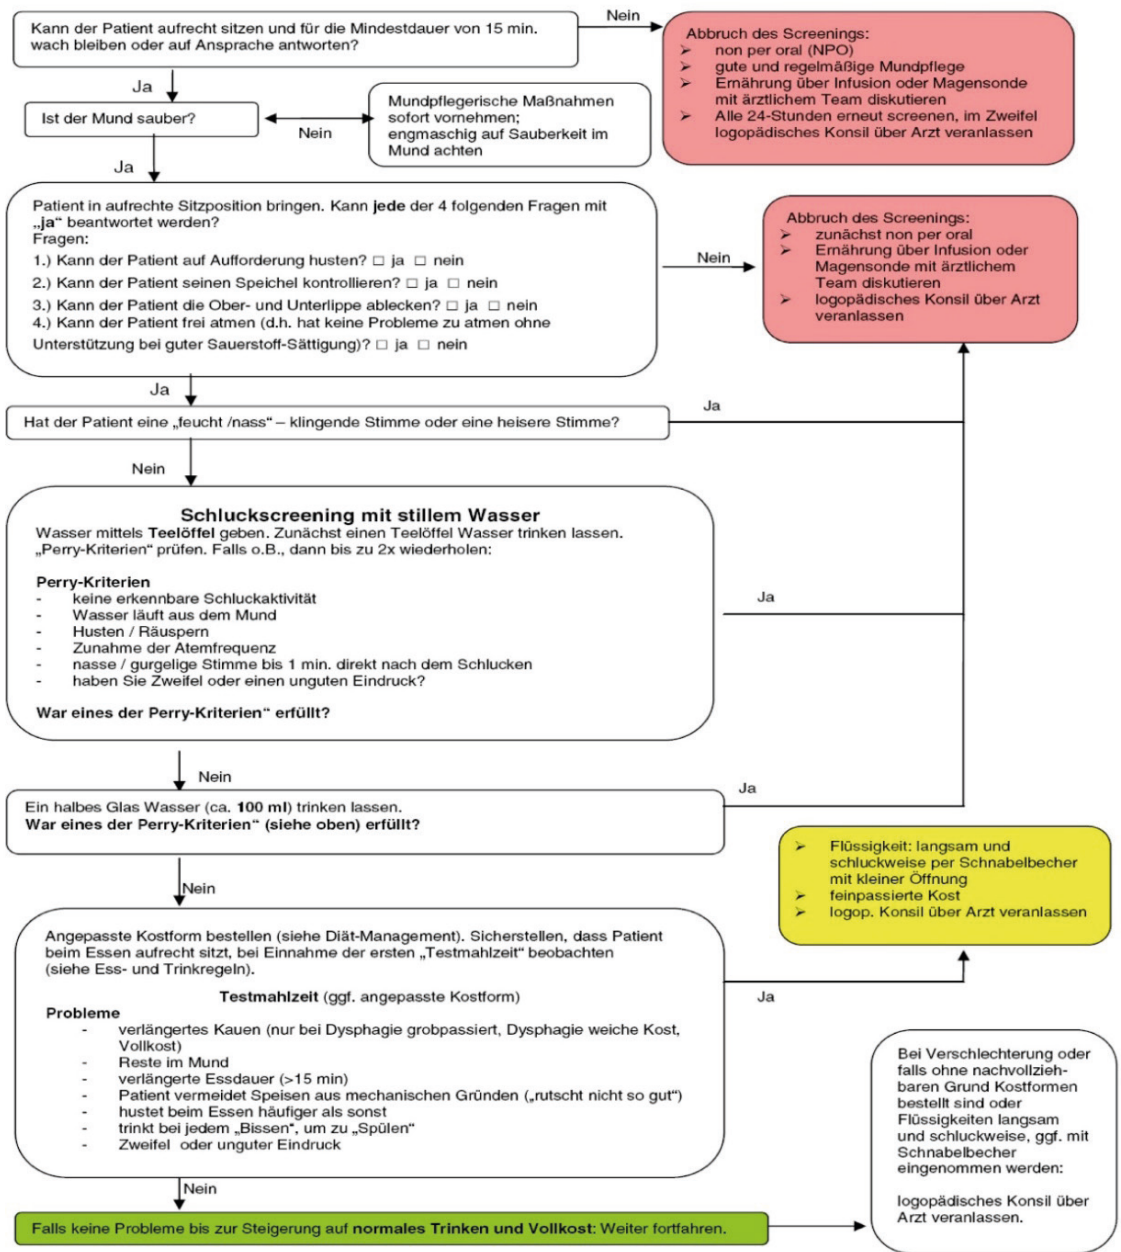 Kann der Patient aufrecht sitzen und für die Mindestdauer von 15 min.
wach bleiben oder auf Ansprache antworten?
Nein
Abbruch des Screenings:
➢ non per oral (NPO)
➢ gute und regelmäßige Mundpflege
➢ Ernährung über Infusion oder Magensonde
mit ärztlichem Team diskutieren
➢ Alle 24-Stunden erneut screenen, im Zweifel
logopädisches Konsil über Arzt veranlassen
Ja
Ist der Mund sauber?
Nein
Mundpflegerische Maßnahmen
sofort vornehmen;
engmaschig auf Sauberkeit im
Mund achten
Ja
Patient in aufrechte Sitzposition bringen. Kann jede der 4 folgenden Fragen mit
„ja“ beantwortet werden?
Fragen:
1.) Kann der Patient auf Aufforderung husten? □ ja □ nein
2.) Kann der Patient seinen Speichel kontrollieren? □ ja □ nein
3.) Kann der Patient die Ober- und Unterlippe ablecken? □ ja □ nein
4.) Kann der Patient frei atmen (d.h. hat keine Probleme zu atmen ohne
Unterstützung bei guter Sauerstoff-Sättigung)? □ ja □ nein
Nein
Abbruch des Screenings:
➢ zunächst non per oral
➢ Ernährung über Infusion oder
Magensonde mit ärztlichem
Team diskutieren
➢ logopädisches Konsil über Arzt
veranlassen
Ja
Hat der Patient eine „feucht /nass“ – klingende Stimme oder eine heisere Stimme?
Ja
Nein
Schluckscreening mit stillem Wasser
Wasser mittels Teelöffel geben. Zunächst einen Teelöffel Wasser trinken lassen.
„Perry-Kriterien“ prüfen. Falls o.B., dann bis zu 2x wiederholen:
Perry-Kriterien
- keine erkennbare Schluckaktivität
- Wasser läuft aus dem Mund
- Husten / Räuspern
- Zunahme der Atemfrequenz
- nasse / gurgelige Stimme bis 1 min. direkt nach dem Schlucken
- haben Sie Zweifel oder einen unguten Eindruck?
War eines der Perry-Kriterien“ erfüllt?
Ja
Nein
Ein halbes Glas Wasser (ca. 100 ml) trinken lassen.
War eines der Perry-Kriterien“ (siehe oben) erfüllt?
Ja
Nein
➢ Flüssigkeit: langsam und
schluckweise per Schnabelbecher
mit kleiner Öffnung
➢ feinpassierte Kost
➢ logop. Konsil über Arzt veranlassen
Angepasste Kostform bestellen (siehe Diät-Management). Sicherstellen, dass Patient
beim Essen aufrecht sitzt, bei Einnahme der ersten „Testmahlzeit“ beobachten
(siehe Ess- und Trinkregeln).
Testmahlzeit (ggf. angepasste Kostform)
Probleme
- verlängertes Kauen (nur bei Dysphagie grobpassiert, Dysphagie weiche Kost,
Vollkost)
- Reste im Mund
- verlängerte Essdauer (>15 min)
- Patient vermeidet Speisen aus mechanischen Gründen („rutscht nicht so gut“)
- hustet beim Essen häufiger als sonst
- trinkt bei jedem „Bissen“, um zu „Spülen“
- Zweifel oder unguter Eindruck
Ja
Nein
Bei Verschlechterung oder
falls ohne nachvollzieh-
baren Grund Kostformen
bestellt sind oder
Flüssigkeiten langsam
und schluckweise, ggf. mit
Schnabelbecher
eingenommen werden:
logopädisches Konsil über
Arzt veranlassen.
Falls keine Probleme bis zur Steigerung auf normales Trinken und Vollkost: Weiter fortfahren.